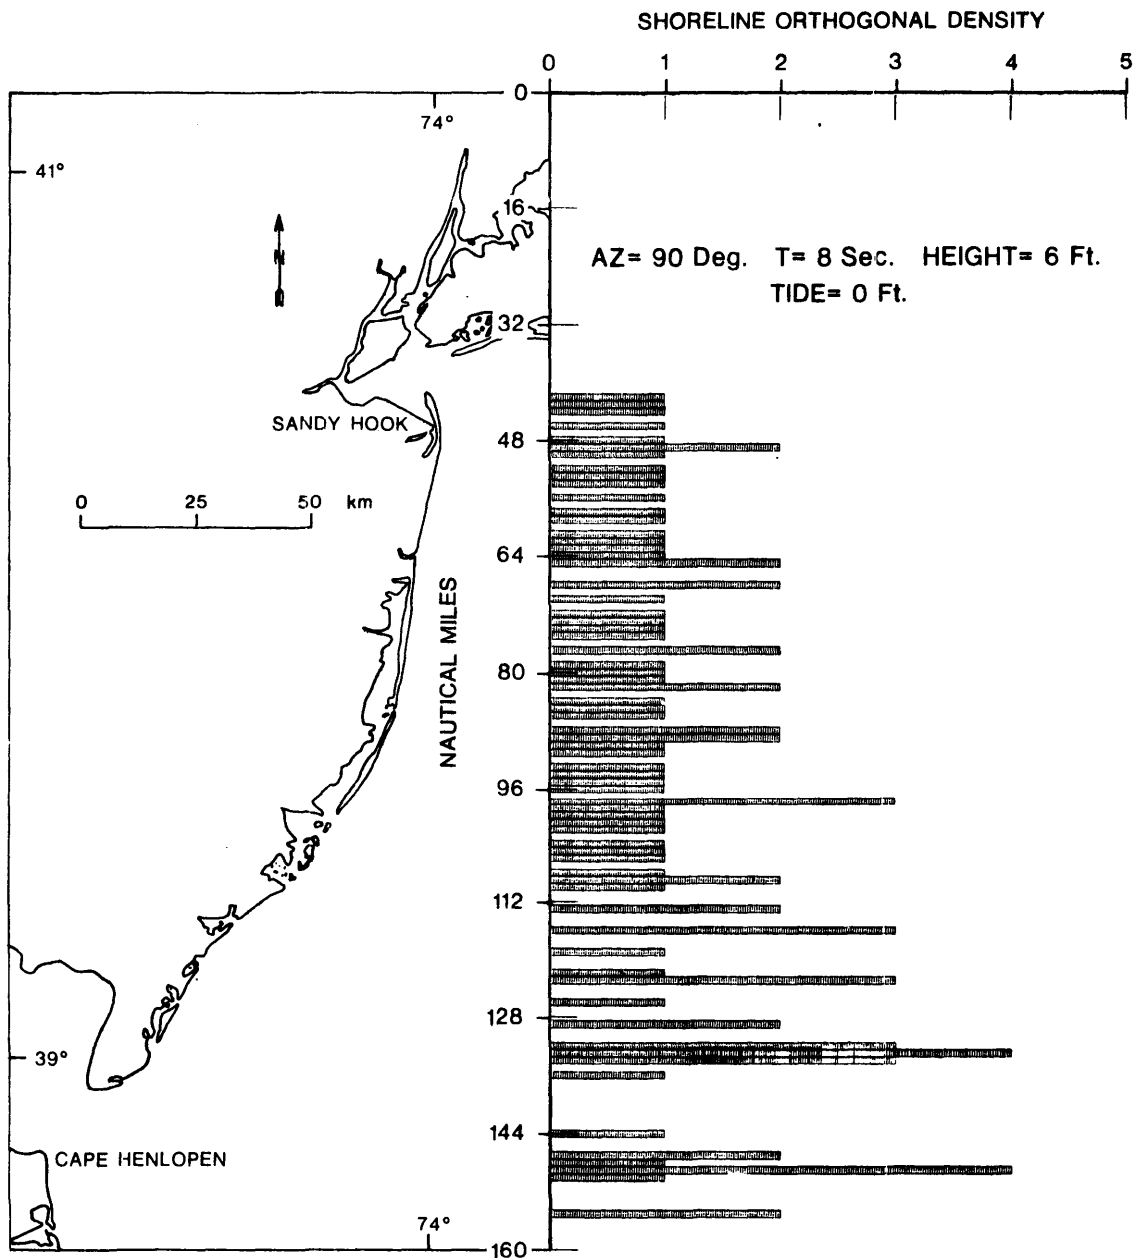 SHORELINE ORTHOGONAL DENSITY
0 1 2 3 4 5
0
74°
41°
16
N
AZ= 90 Deg. T= 8 Sec. HEIGHT= 6 Ft.
TIDE= 0 Ft.
32
SANDY HOOK
48
0 25 50 km
64
NAUTICAL MILES
80
96
112
128
39°
144
CAPE HENLOPEN
74°
160